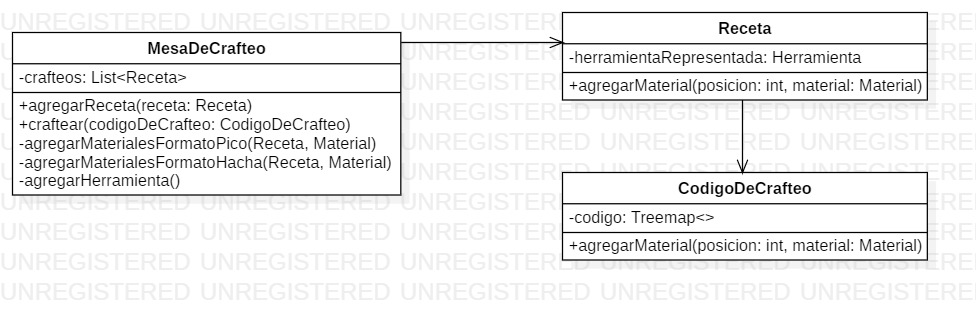 MesaDeCrafteo
-crafteos: List<Receta>
+agregarReceta(receta: Receta)
+craftear(codigoDeCrafteo: CodigoDeCrafteo)
-agregarMaterialesFormatoPico(Receta, Material)
-agregarMaterialesFormatoHacha(Receta, Material)
-agregarHerramienta()
Receta
-herramientaRepresentada: Herramienta
+agregarMaterial(posicion: int, material: Material)
CodigoDeCrafteo
-codigo: Treemap<>
+agregarMaterial(posicion: int, material: Material)
UNREGISTERED UNREGISTERED UNREGISTERED UNREGISTERED UNREGISTERED